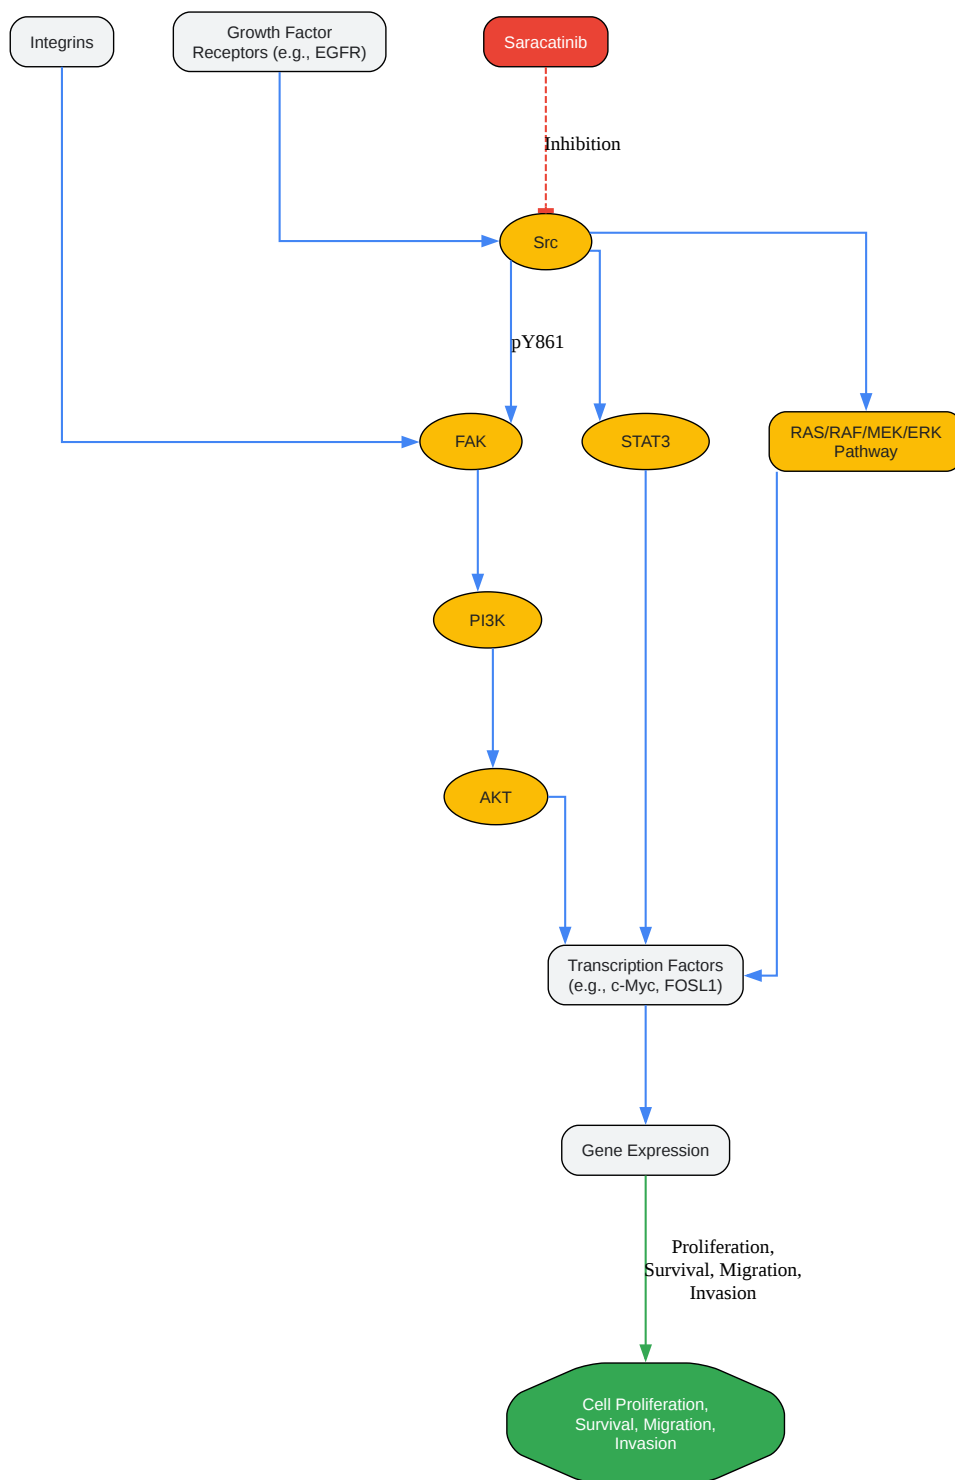 Integrins
Growth Factor
Receptors (e.g., EGFR)
Saracatinib
Inhibition
Src
pY861
FAK
STAT3
RAS/RAF/MEK/ERK
Pathway
PI3K
AKT
Transcription Factors
(e.g., c-Myc, FOSL1)
Gene Expression
Proliferation,
Survival, Migration,
Invasion
Cell Proliferation,
Survival, Migration,
Invasion